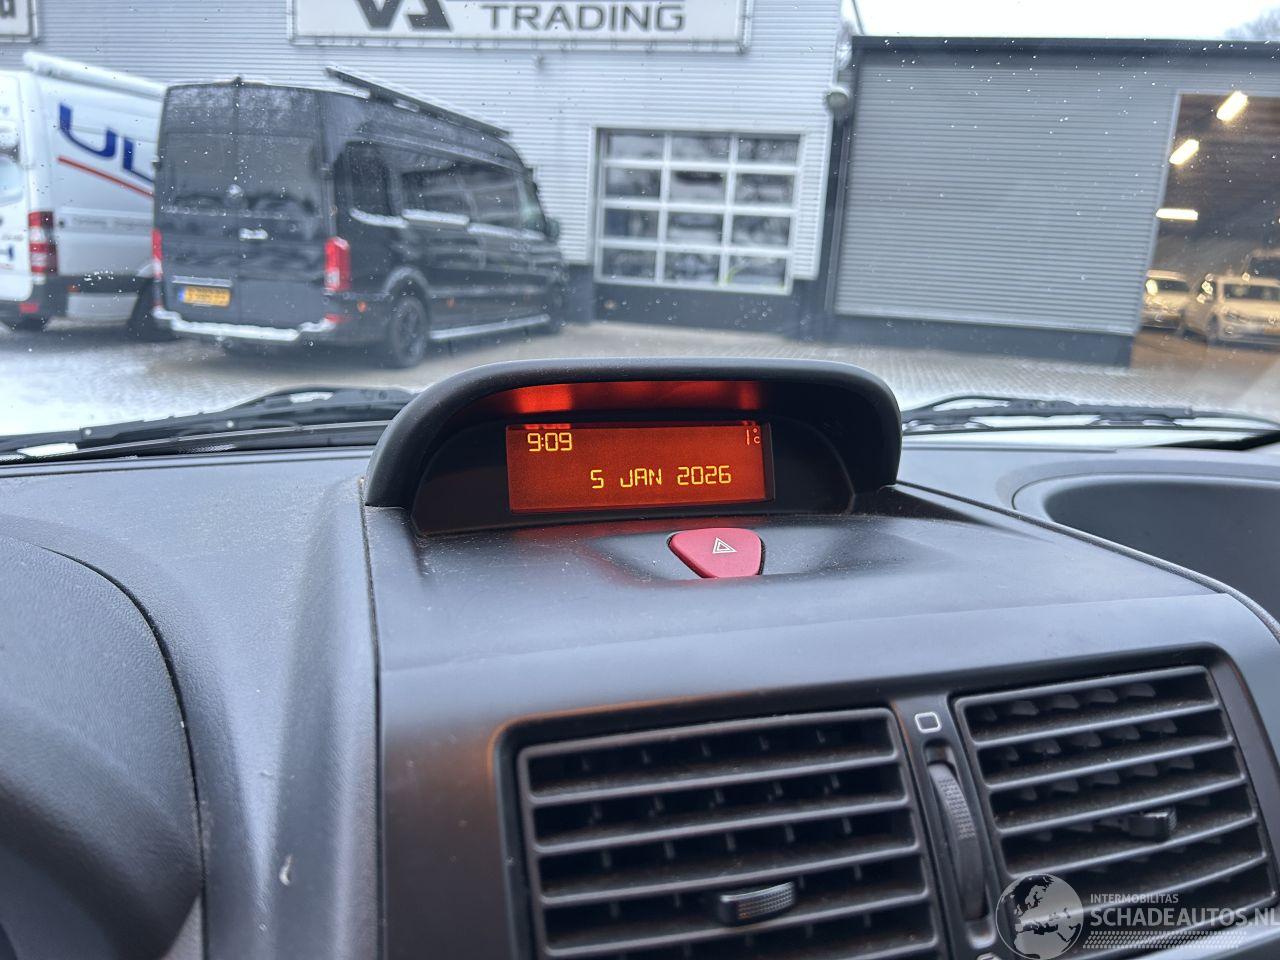 TRADING
9:09
1°C
5 JAN 2026
INTERMOBILITAS
SCHADEAUTOS.NL